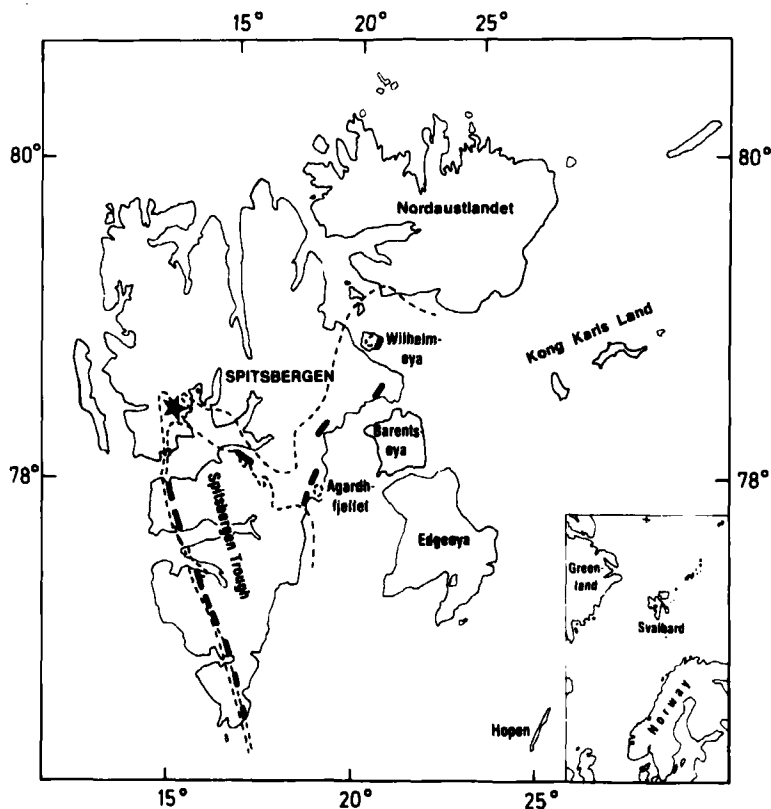 15° 20° 25°
80° 80°
Nordaustlandet
Wilhelm-
øya
Kong Karls Land
SPITSBERGEN
Barents
øya
78° 78°
Agardh-
fjellet
Spitsbergen Trough
Edgeøya
Green-
land
Svalbard
Norway
Hopen
15° 20° 25°